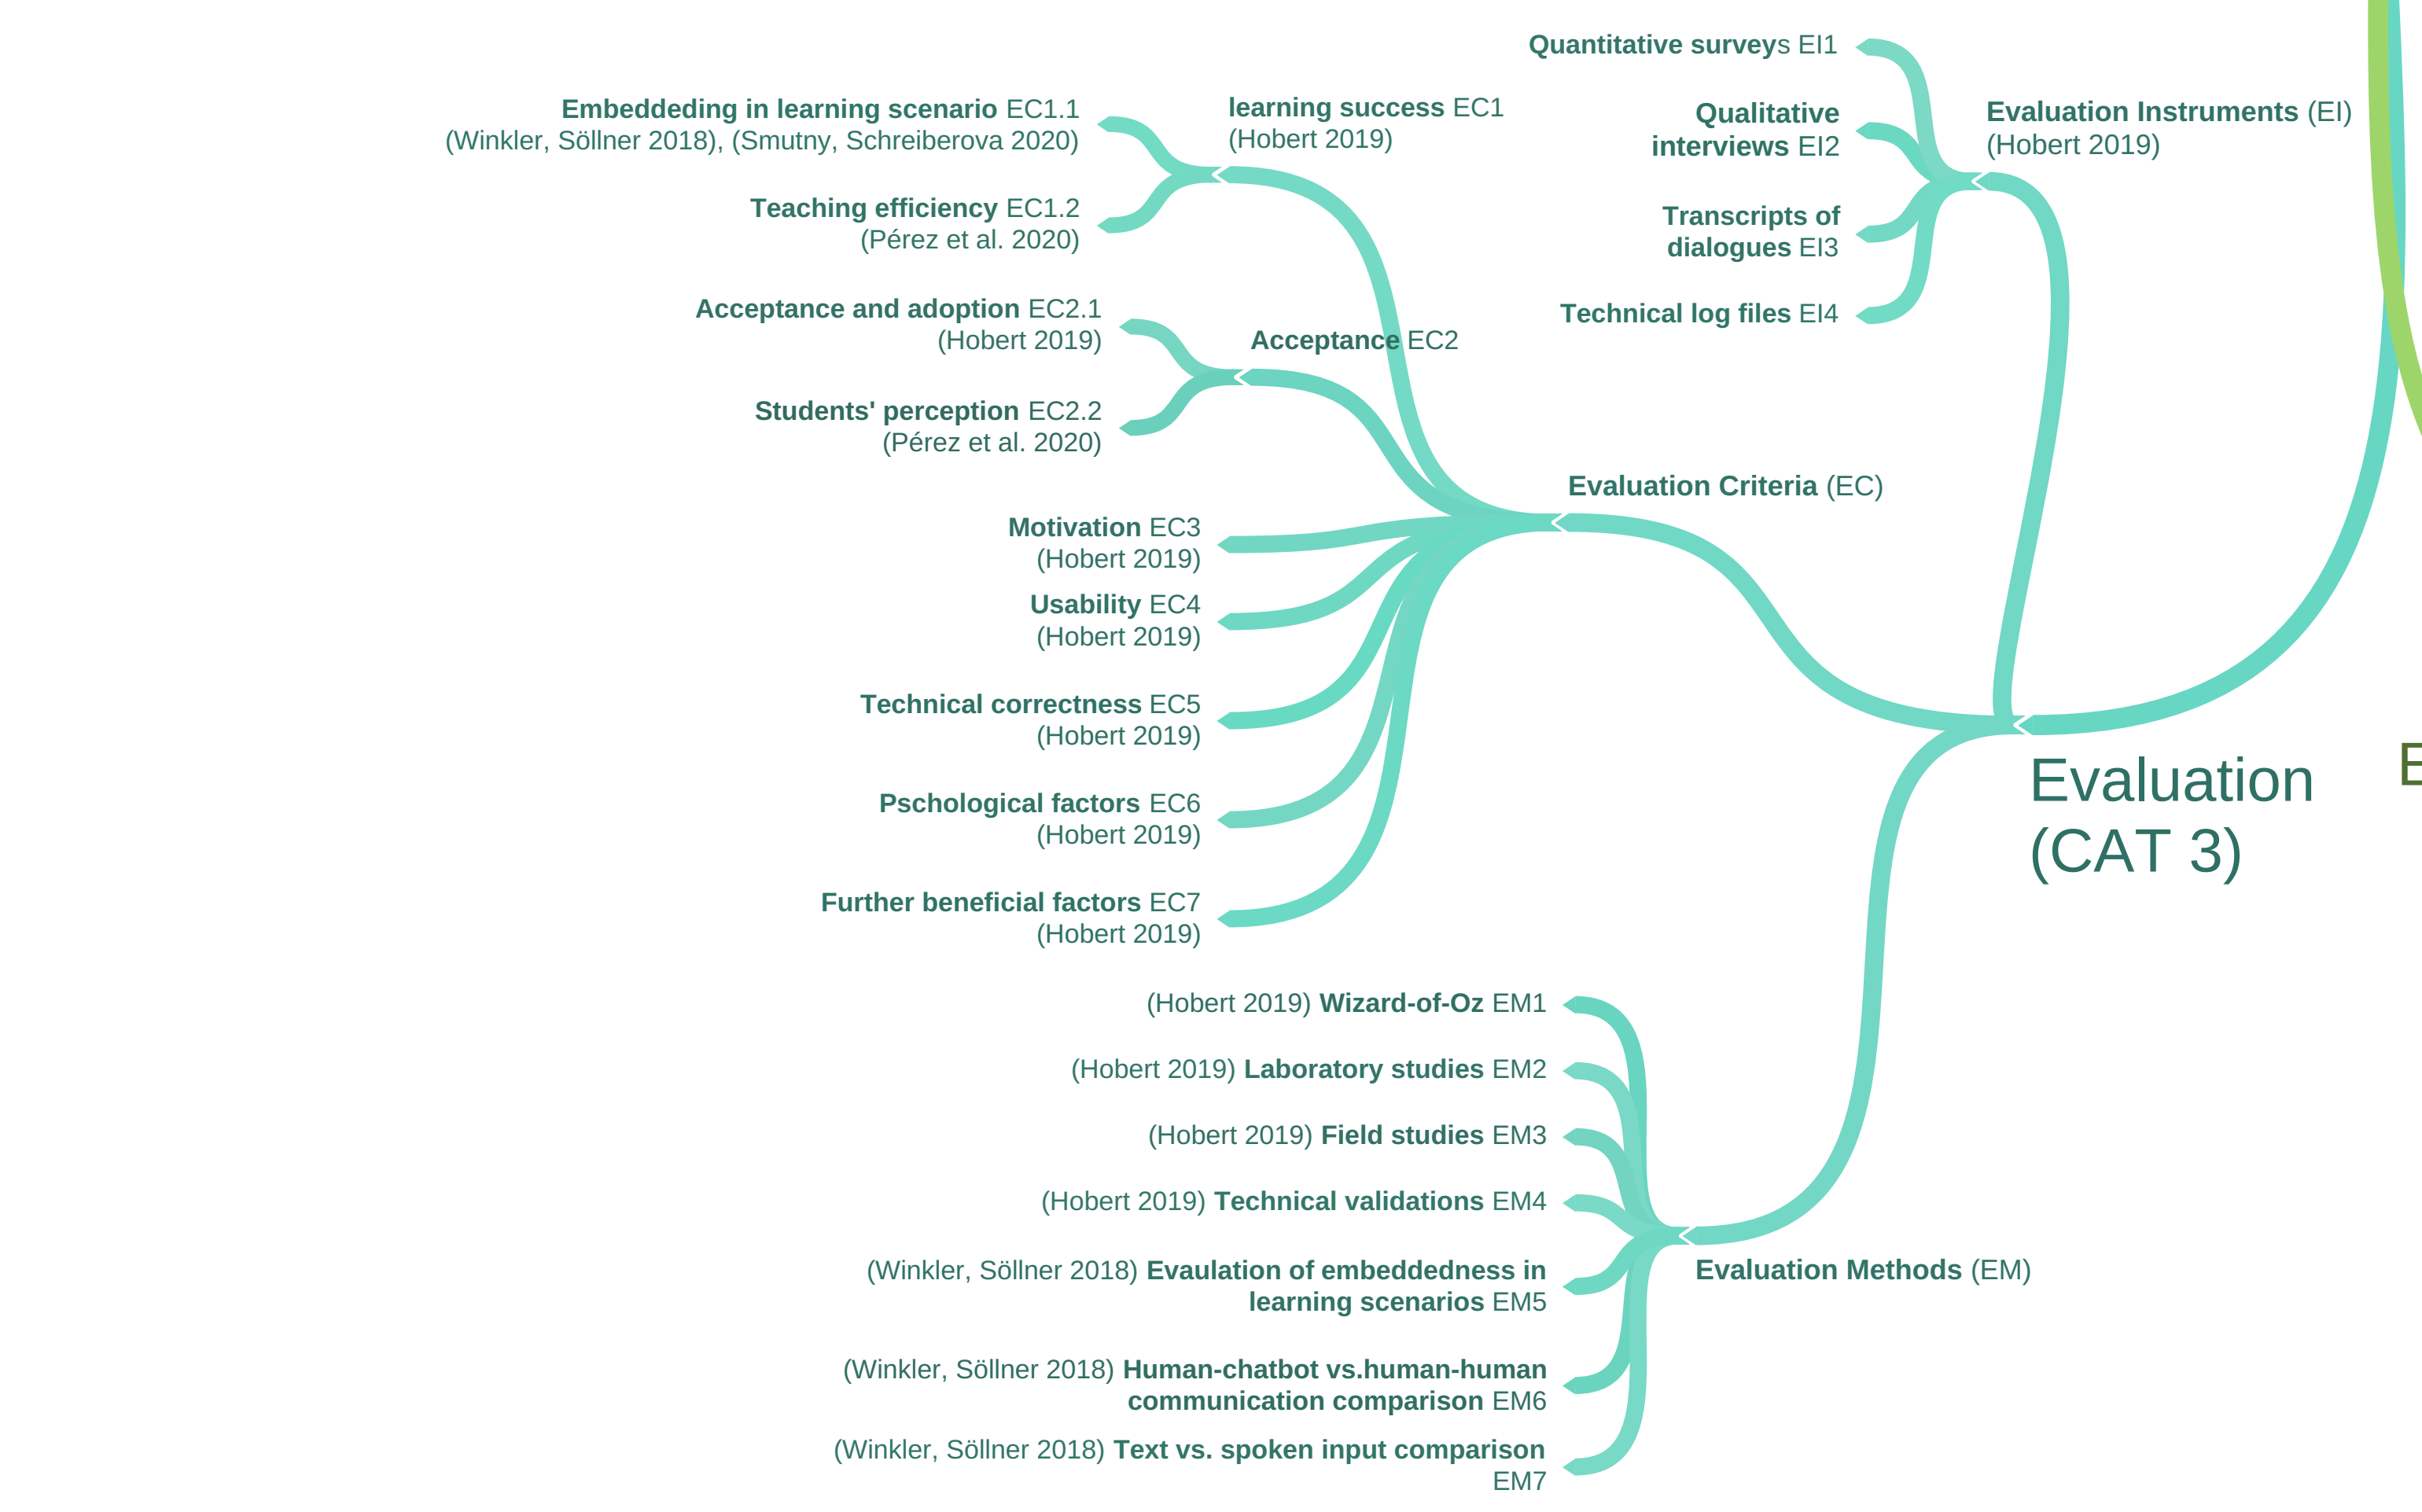 Quantitative surveys EI1
Qualitative
interviews EI2
Transcripts of
dialogues EI3
Technical log files EI4
Evaluation Instruments (EI)
(Hobert 2019)
Embeddeding in learning scenario EC1.1
(Winkler, Söllner 2018), (Smutny, Schreiberova 2020)
Teaching efficiency EC1.2
(Pérez et al. 2020)
learning success EC1
(Hobert 2019)
Acceptance and adoption EC2.1
(Hobert 2019)
Students' perception EC2.2
(Pérez et al. 2020)
Acceptance EC2
Evaluation Criteria (EC)
Motivation EC3
(Hobert 2019)
Usability EC4
(Hobert 2019)
Technical correctness EC5
(Hobert 2019)
Pschological factors EC6
(Hobert 2019)
Further beneficial factors EC7
(Hobert 2019)
Evaluation
(CAT 3)
(Hobert 2019) Wizard-of-Oz EM1
(Hobert 2019) Laboratory studies EM2
(Hobert 2019) Field studies EM3
(Hobert 2019) Technical validations EM4
(Winkler, Söllner 2018) Evaulation of embeddedness in
learning scenarios EM5
(Winkler, Söllner 2018) Human-chatbot vs.human-human
communication comparison EM6
(Winkler, Söllner 2018) Text vs. spoken input comparison
EM7
Evaluation Methods (EM)